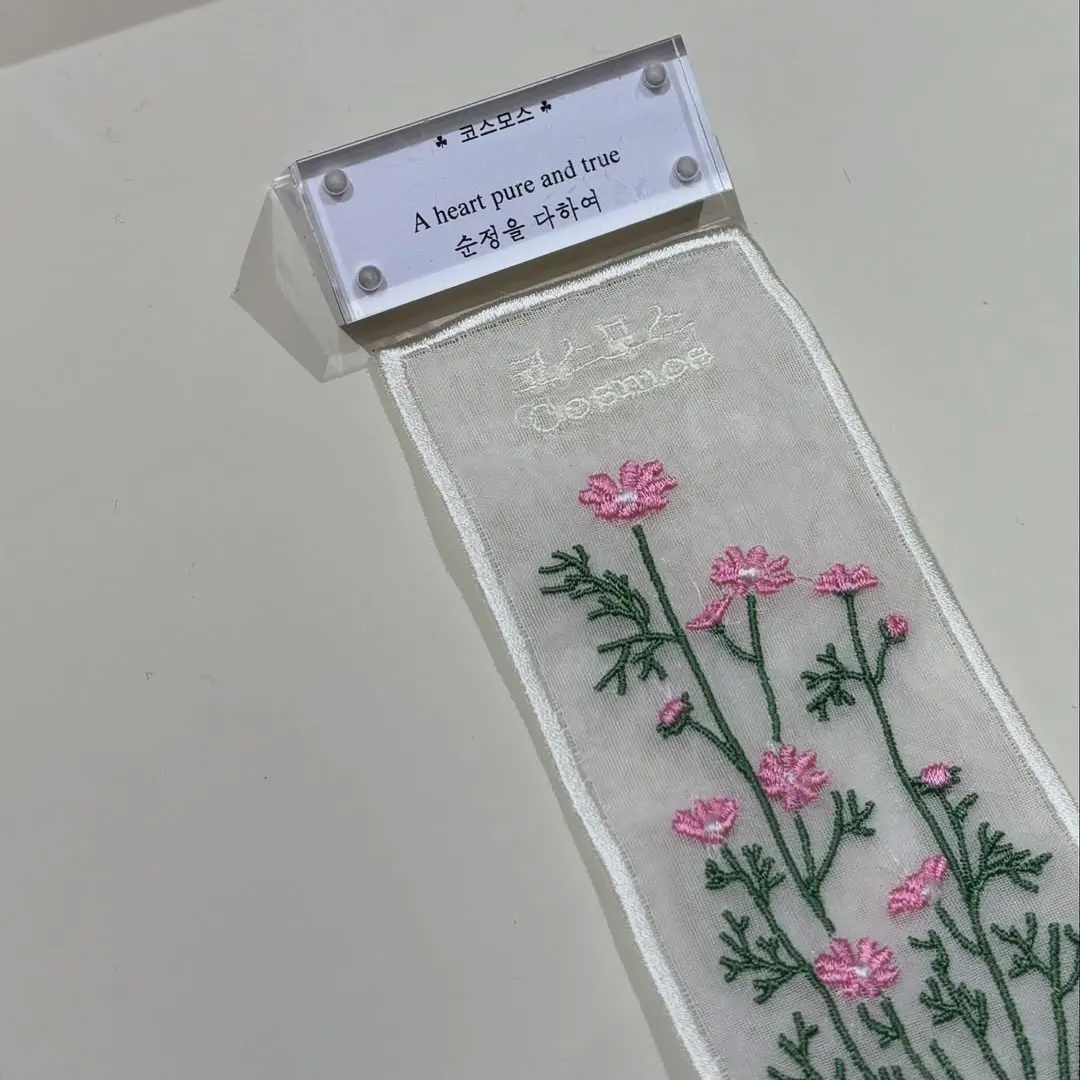 ♣ 코스모스 ♣
A heart pure and true
순정을 다하여
코스모스
Cosmos